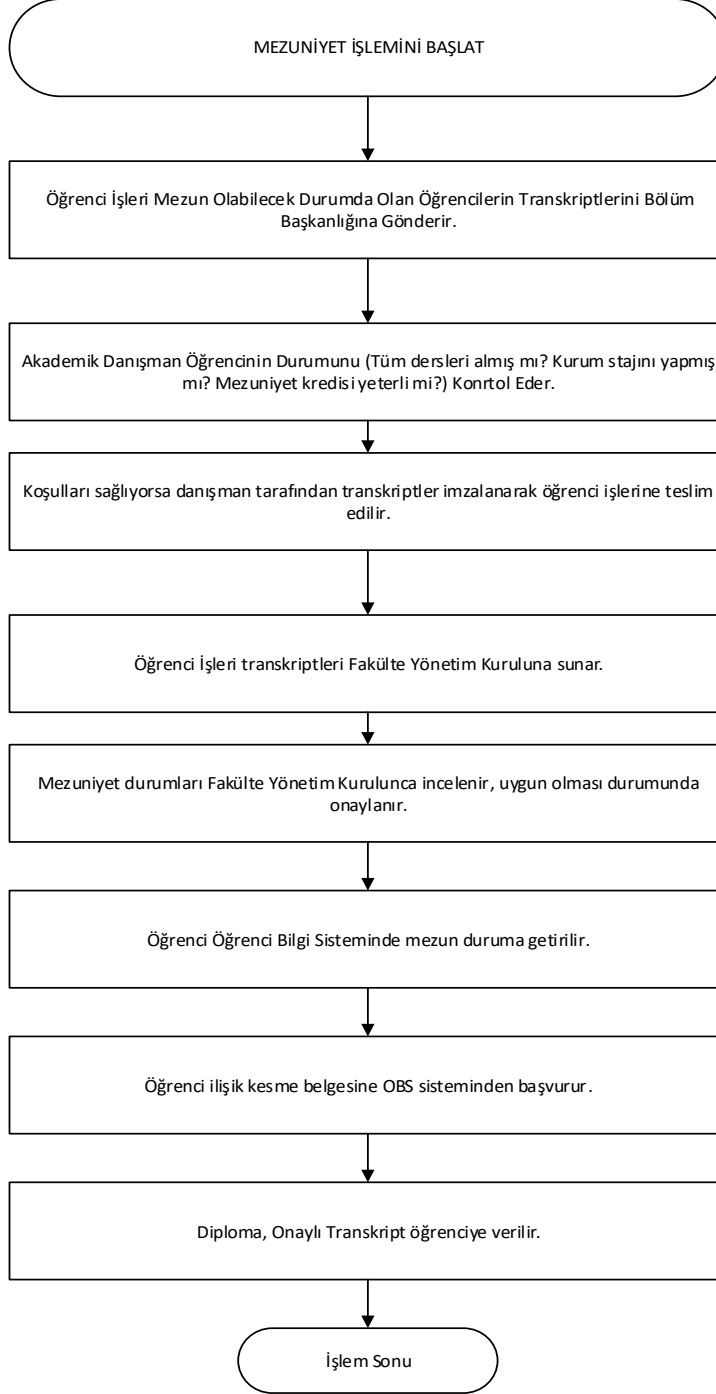 MEZUNİYET İŞLEMİNİ BAŞLAT
Öğrenci İşleri Mezun Olabilecek Durumda Olan Öğrencilerin Transkriptlerini Bölüm
Başkanlığına Gönderir.
Akademik Danışman Öğrencinin Durumunu (Tüm dersleri almış mı? Kurum stajını yapmış
mı? Mezuniyet kredisi yeterli mi?) Konrtol Eder.
Koşulları sağlıyorsa danışman tarafından transkriptler imzalanarak öğrenci işlerine teslim
edilir.
Öğrenci İşleri transkriptleri Fakülte Yönetim Kuruluna sunar.
Mezuniyet durumları Fakülte Yönetim Kurulunca incelenir, uygun olması durumunda
onaylanır.
Öğrenci Öğrenci Bilgi Sisteminde mezun duruma getirilir.
Öğrenci ilişik kesme belgesine OBS sisteminden başvurur.
Diploma, Onaylı Transkript öğrenciye verilir.
İşlem Sonu